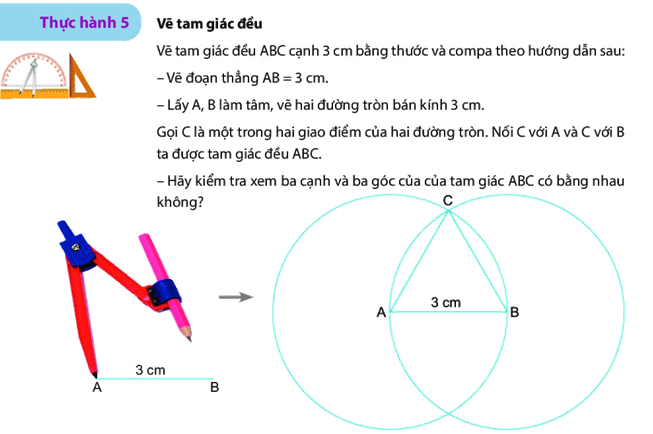 Thực hành 5
Vẽ tam giác đều
Vẽ tam giác đều ABC cạnh 3 cm bằng thước và compa theo hướng dẫn sau:
– Vẽ đoạn thẳng AB = 3 cm.
– Lấy A, B làm tâm, vẽ hai đường tròn bán kính 3 cm.
Gọi C là một trong hai giao điểm của hai đường tròn. Nối C với A và C với B
ta được tam giác đều ABC.
– Hãy kiểm tra xem ba cạnh và ba góc của của tam giác ABC có bằng nhau
không?
C
A
3 cm
B
3 cm
A
B